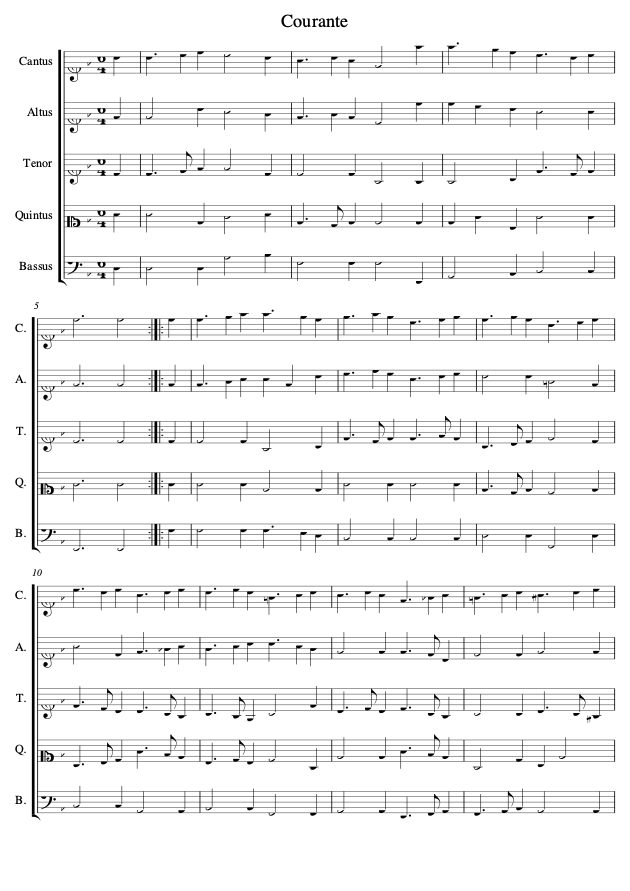 Courante
Cantus
Altus
Tenor
Quintus
Bassus
5
C.
A.
T.
Q.
B.
10
C.
A.
T.
Q.
B.